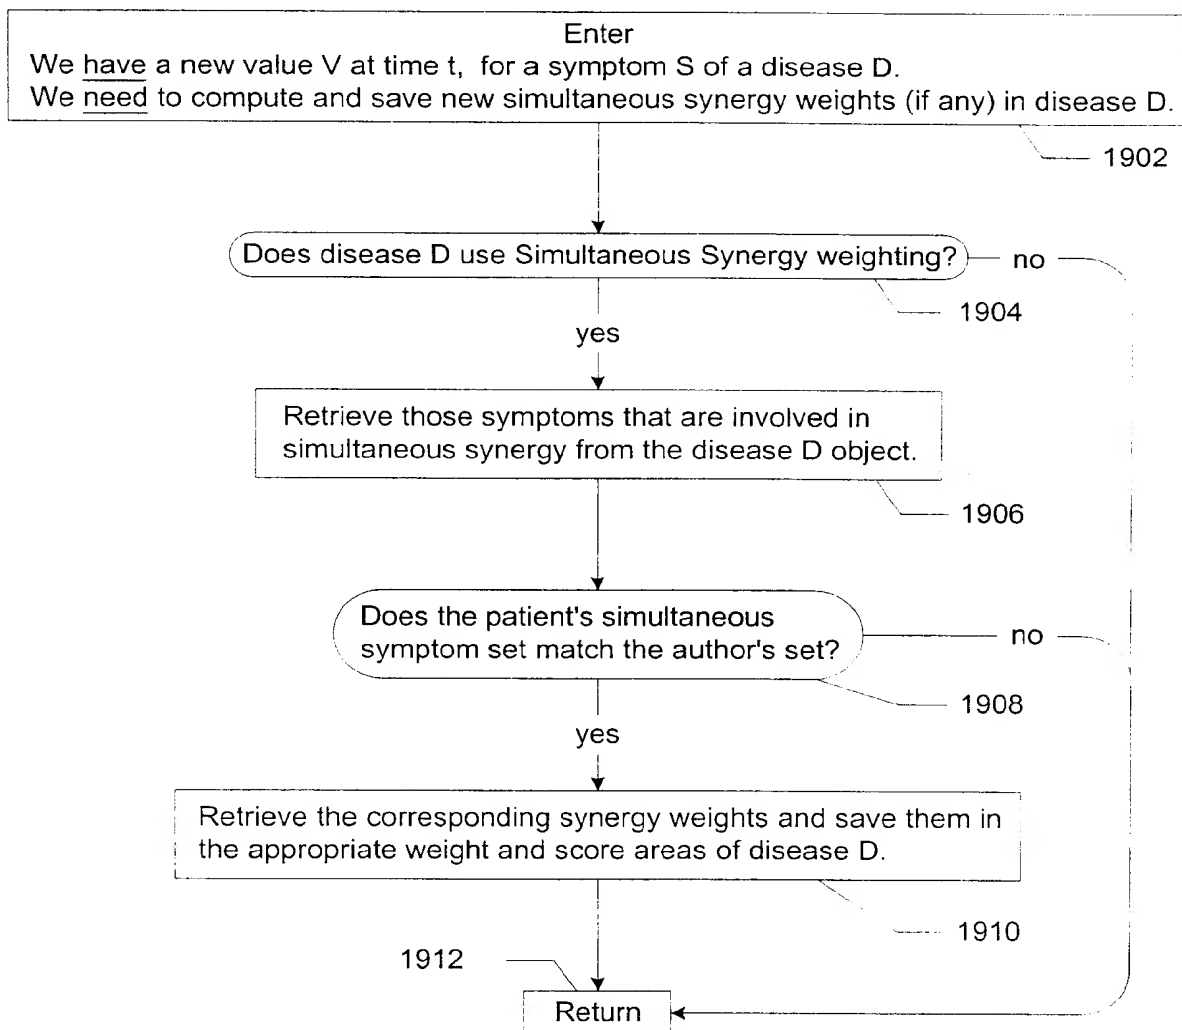 Enter
We have a new value V at time t, for a symptom S of a disease D.
We need to compute and save new simultaneous synergy weights (if any) in disease D.
1902
Does disease D use Simultaneous Synergy weighting?
no
1904
yes
Retrieve those symptoms that are involved in
simultaneous synergy from the disease D object.
1906
Does the patient's simultaneous
symptom set match the author's set?
no
1908
yes
Retrieve the corresponding synergy weights and save them in
the appropriate weight and score areas of disease D.
1910
1912
Return